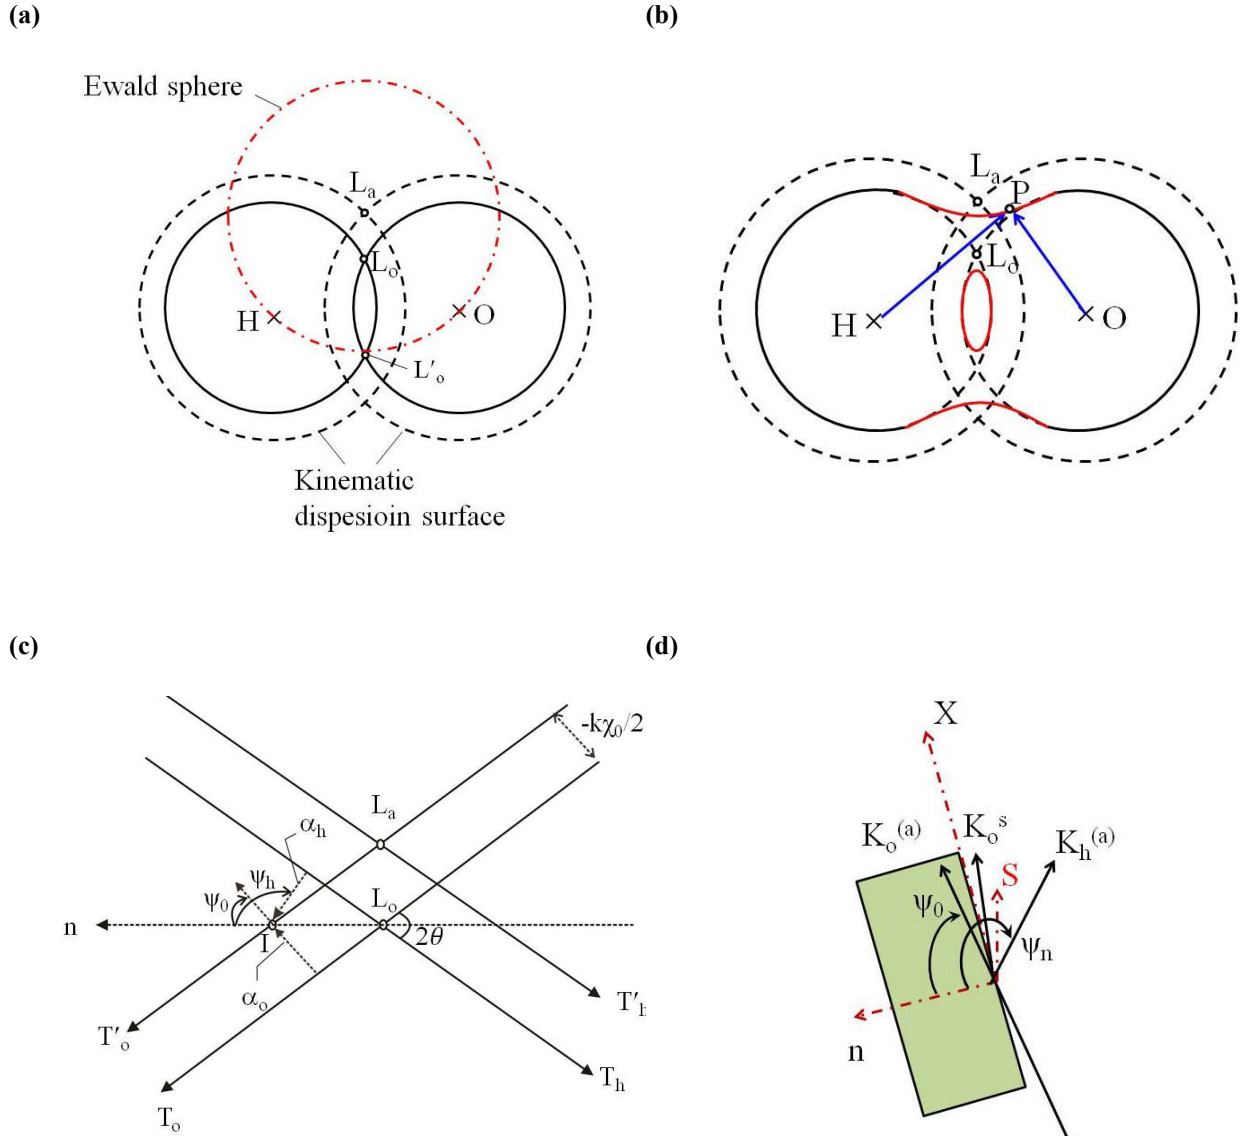 (a)
Ewald sphere
Lₐ
Lₒ
H
O
L'ₒ
Kinematic
dispesioin surface
(b)
Lₐ
P
Lₒ
H
O
(c)
-kχ₀/2
Lₐ
αₕ
ψₕ
ψ₀
Lₒ
n
I
2θ
αₒ
T'ₒ
T'ₕ
Tₕ
Tₒ
(d)
X
Kₒ⁽ᵃ⁾
Kₒˢ
Kₕ⁽ᵃ⁾
S
ψ₀
ψₙ
n